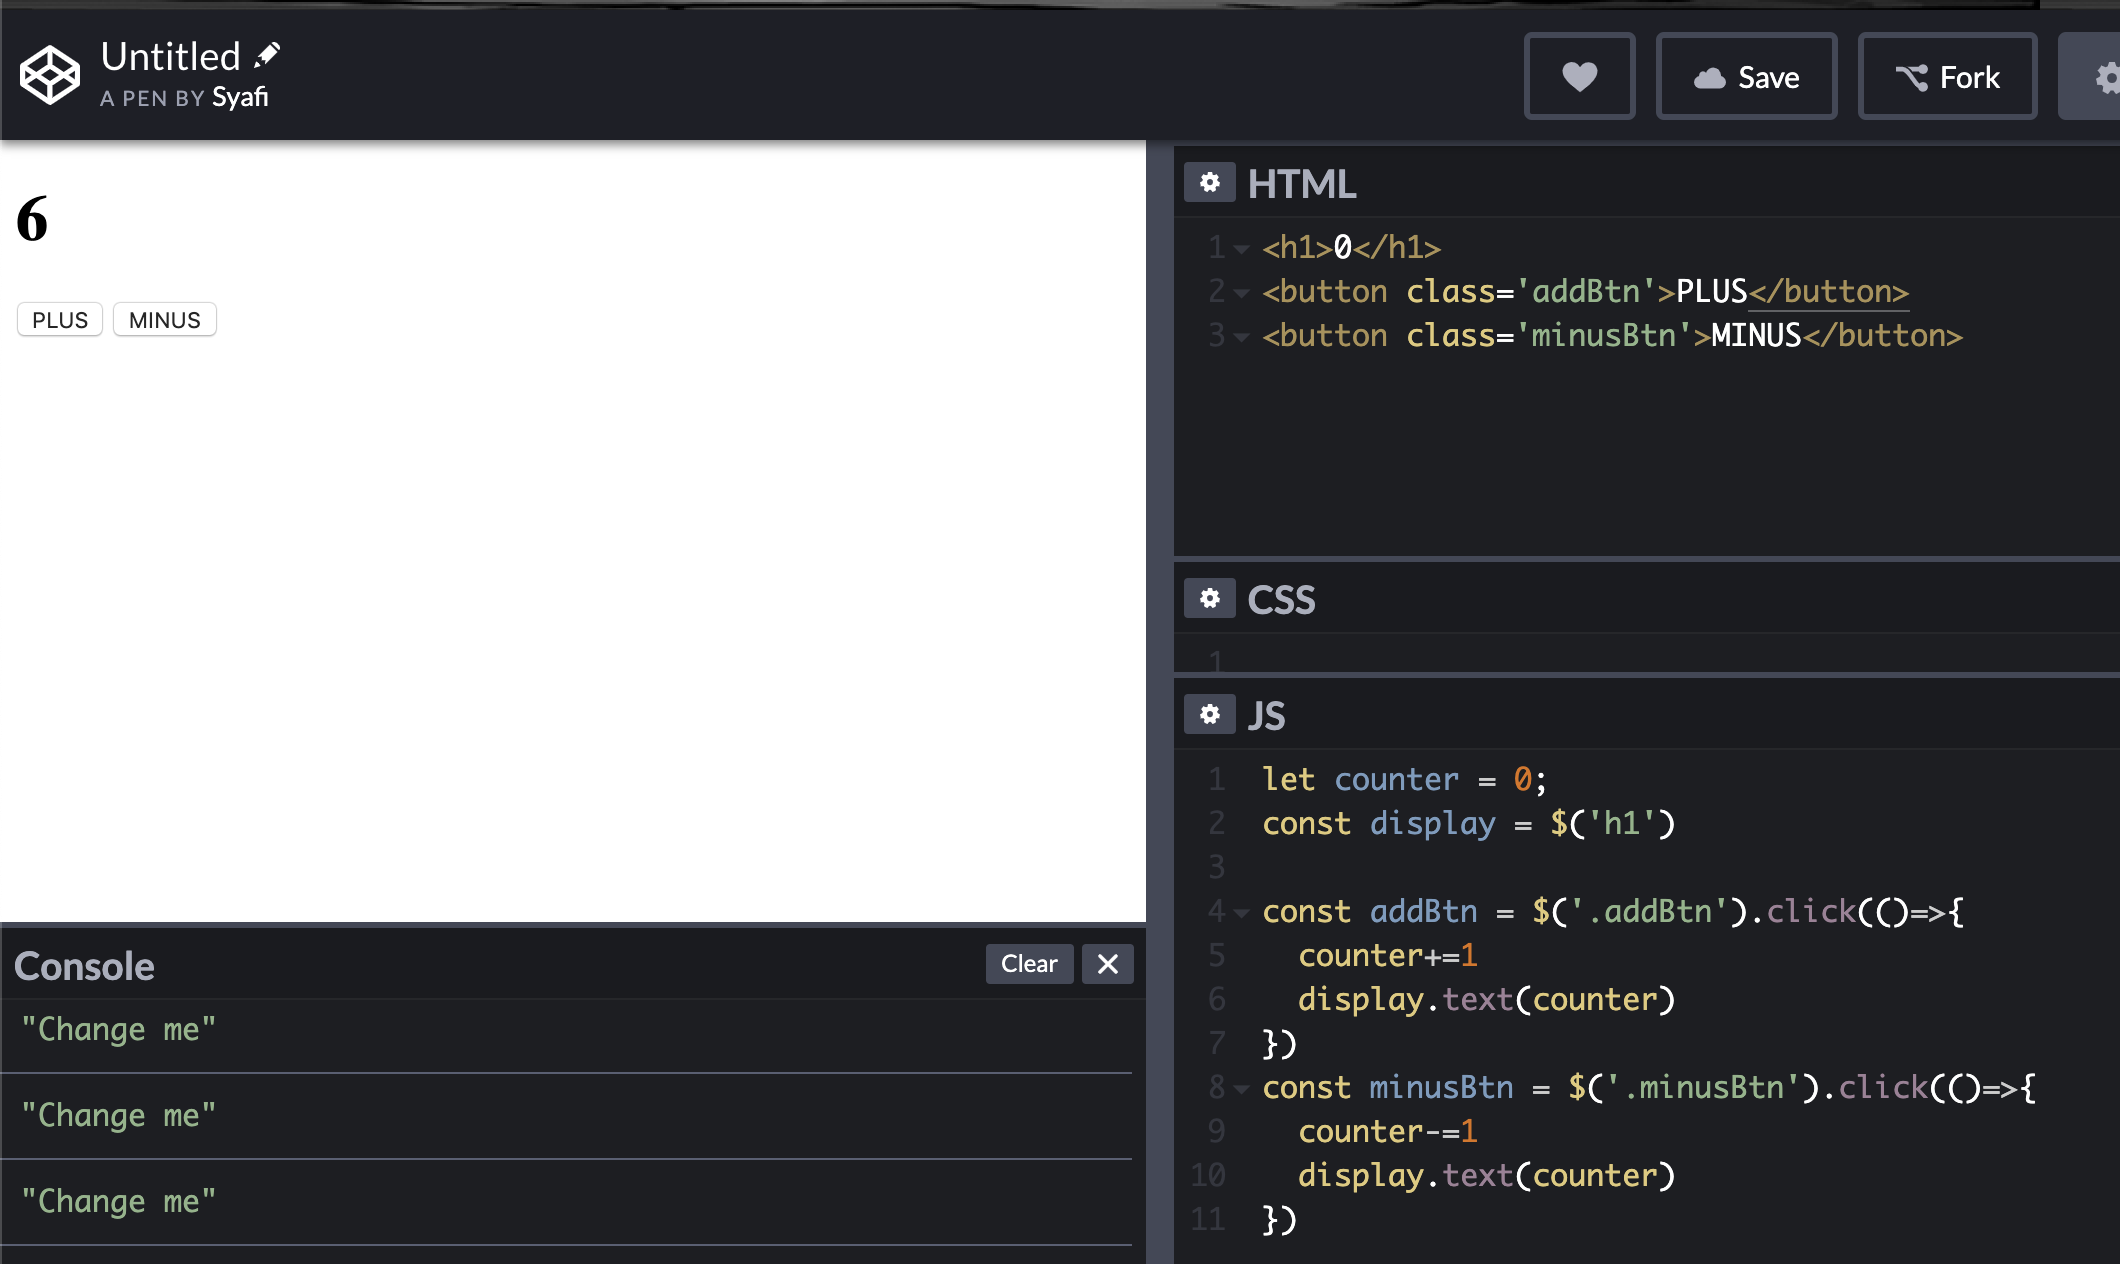 Untitled
A PEN BY Syafi
Save
Fork
6
PLUS MINUS
Console
Clear
"Change me"
"Change me"
"Change me"
HTML
1 <h1>0</h1>
2 <button class='addBtn'>PLUS</button>
3 <button class='minusBtn'>MINUS</button>
CSS
1
JS
1 let counter = 0;
2 const display = $('h1')
3
4 const addBtn = $('.addBtn').click(()=>{
5   counter+=1
6   display.text(counter)
7 })
8 const minusBtn = $('.minusBtn').click(()=>{
9   counter-=1
10   display.text(counter)
11 })